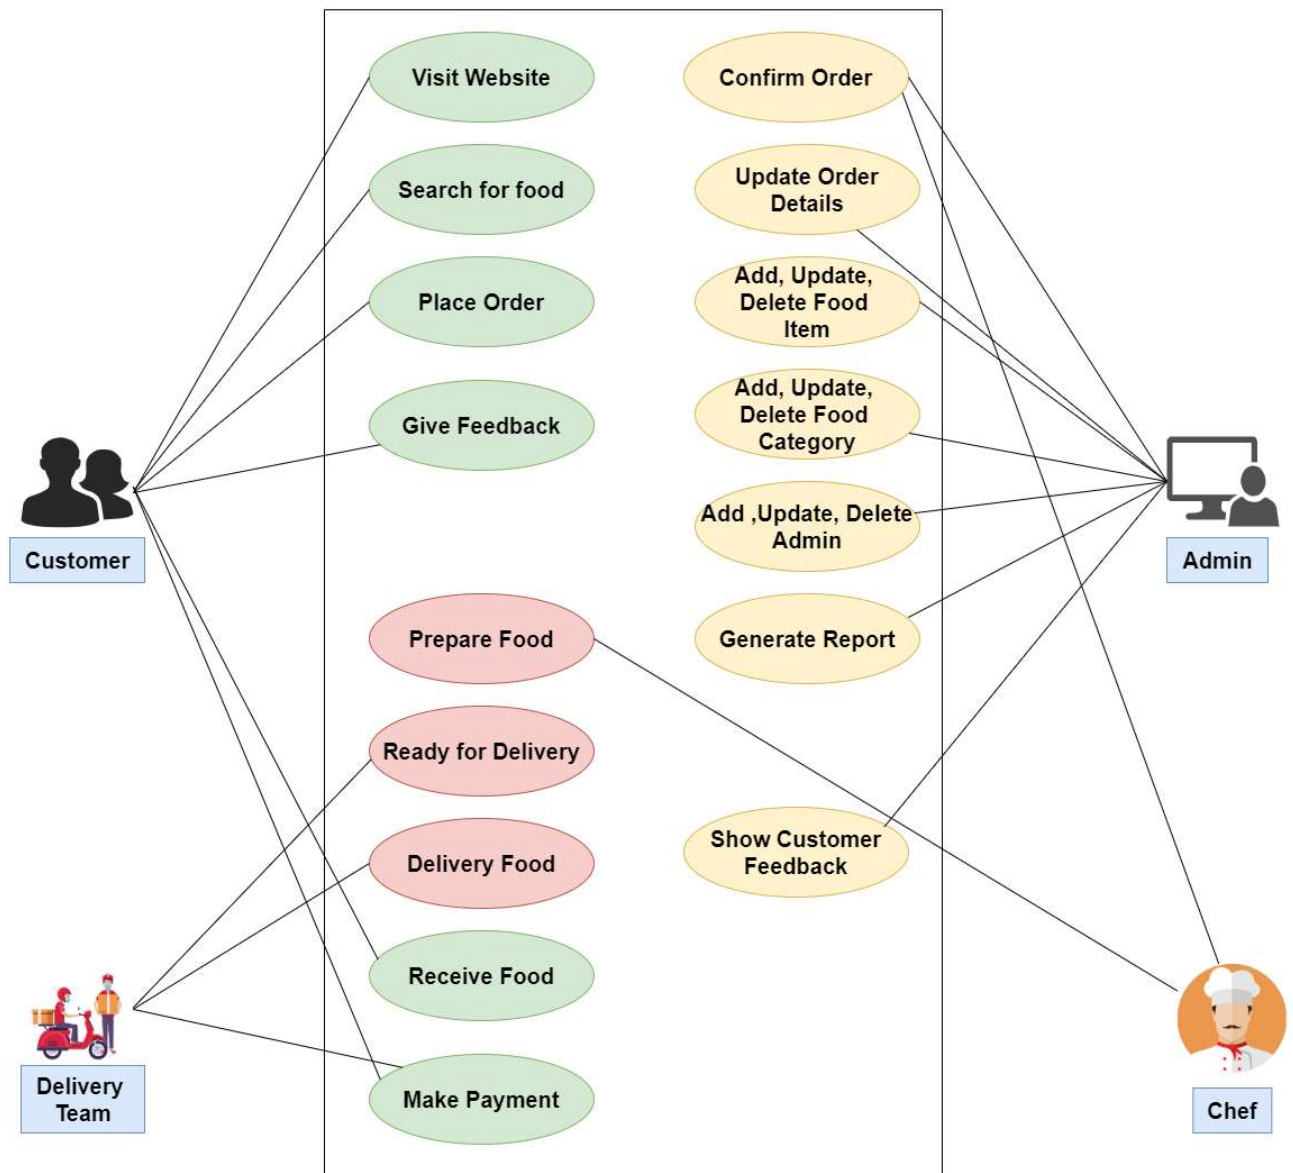 Visit Website
Confirm Order
Search for food
Update Order
Details
Place Order
Add, Update,
Delete Food
Item
Give Feedback
Add, Update,
Delete Food
Category
Add ,Update, Delete
Admin
Customer
Admin
Prepare Food
Generate Report
Ready for Delivery
Delivery Food
Show Customer
Feedback
Receive Food
Make Payment
Delivery
Team
Chef